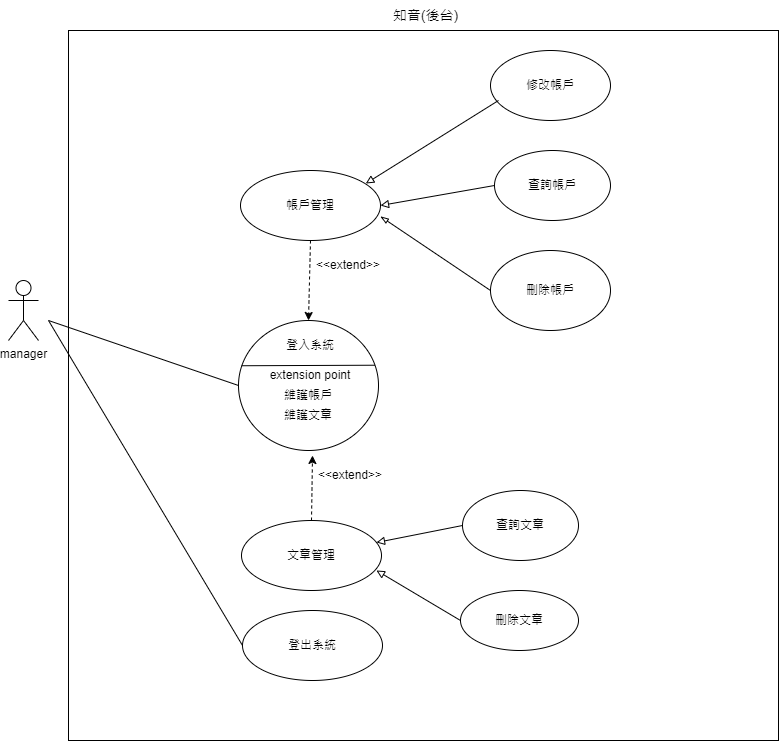 知音(後台)
修改帳戶
查詢帳戶
帳戶管理
<<extend>>
刪除帳戶
manager
登入系統
extension point
維護帳戶
維護文章
<<extend>>
查詢文章
文章管理
刪除文章
登出系統